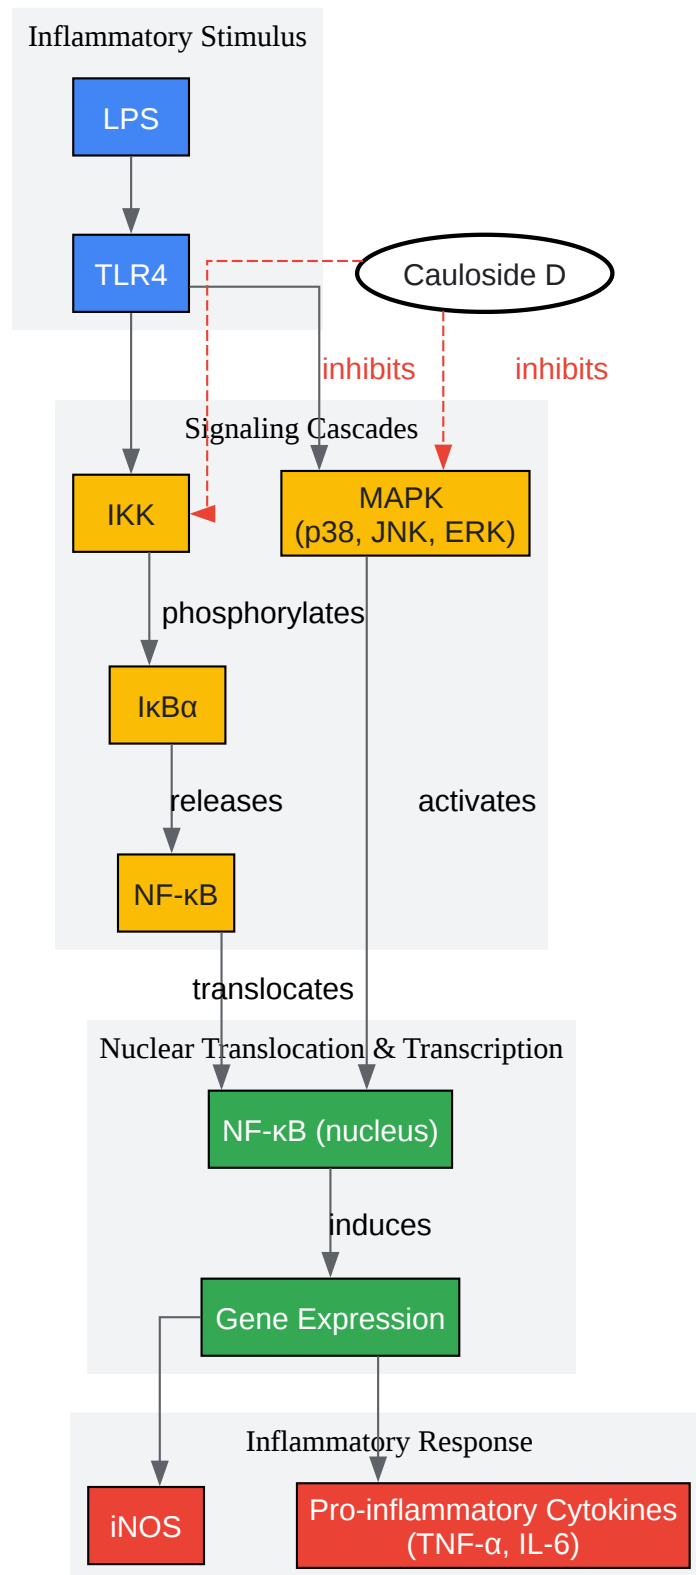 Inflammatory Stimulus
LPS
TLR4
Cauloside D
inhibits
inhibits
Signaling Cascades
IKK
MAPK
(p38, JNK, ERK)
phosphorylates
IκBα
releases
activates
NF-κB
translocates
Nuclear Translocation & Transcription
NF-κB (nucleus)
induces
Gene Expression
Inflammatory Response
iNOS
Pro-inflammatory Cytokines
(TNF-α, IL-6)